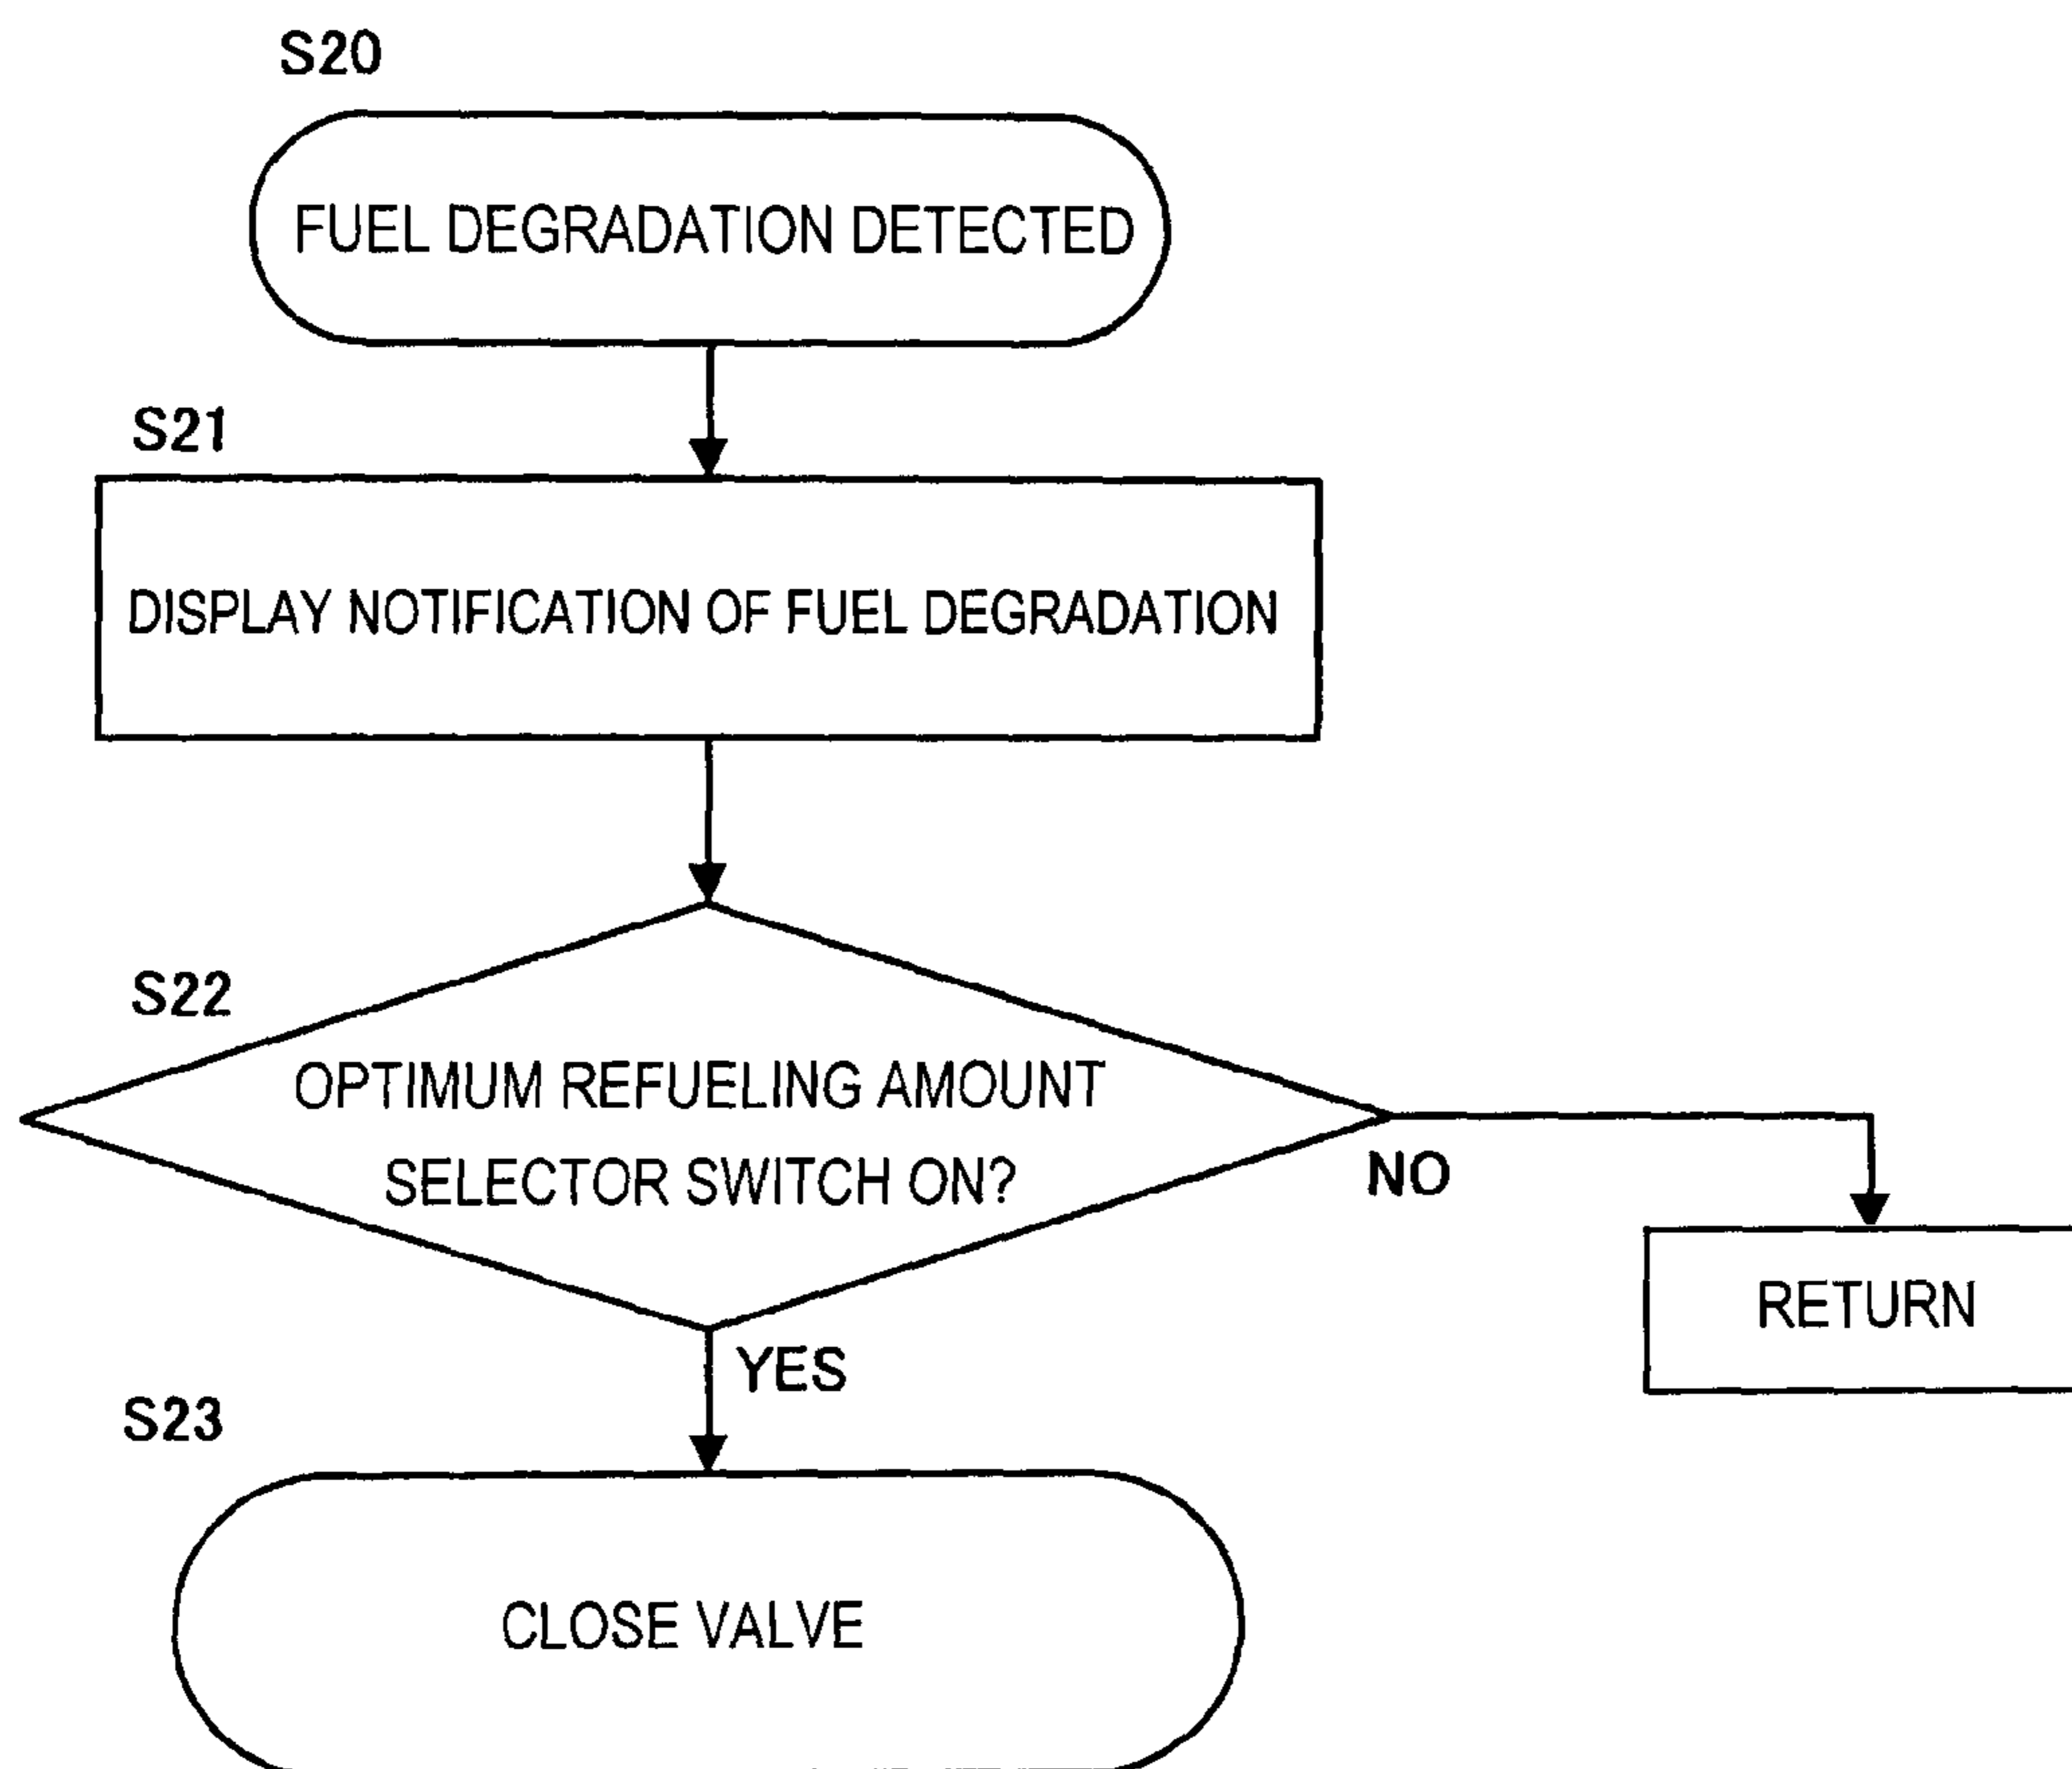 S20
FUEL DEGRADATION DETECTED
S21
DISPLAY NOTIFICATION OF FUEL DEGRADATION
S22
OPTIMUM REFUELING AMOUNT
SELECTOR SWITCH ON?
NO
RETURN
YES
S23
CLOSE VALVE